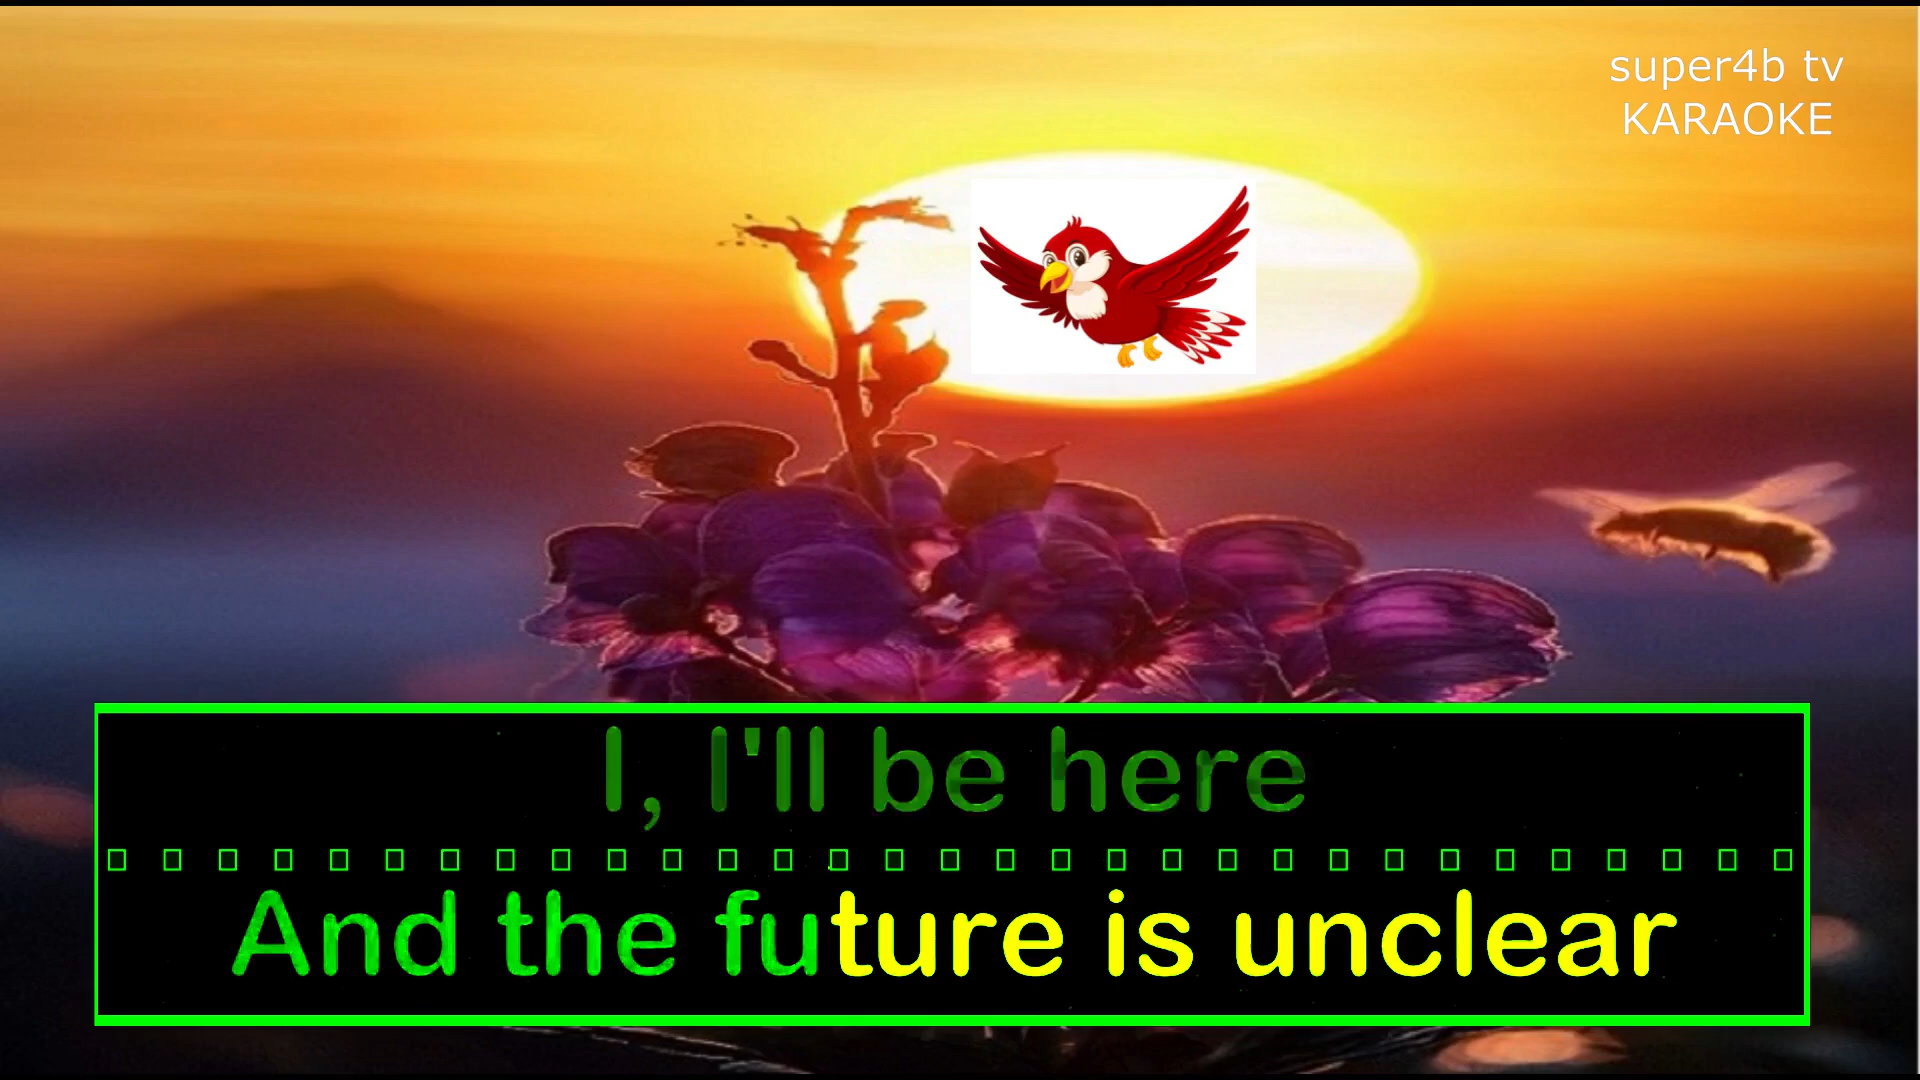 super4b tv
KARAOKE
I, I'll be here
And the future is unclear